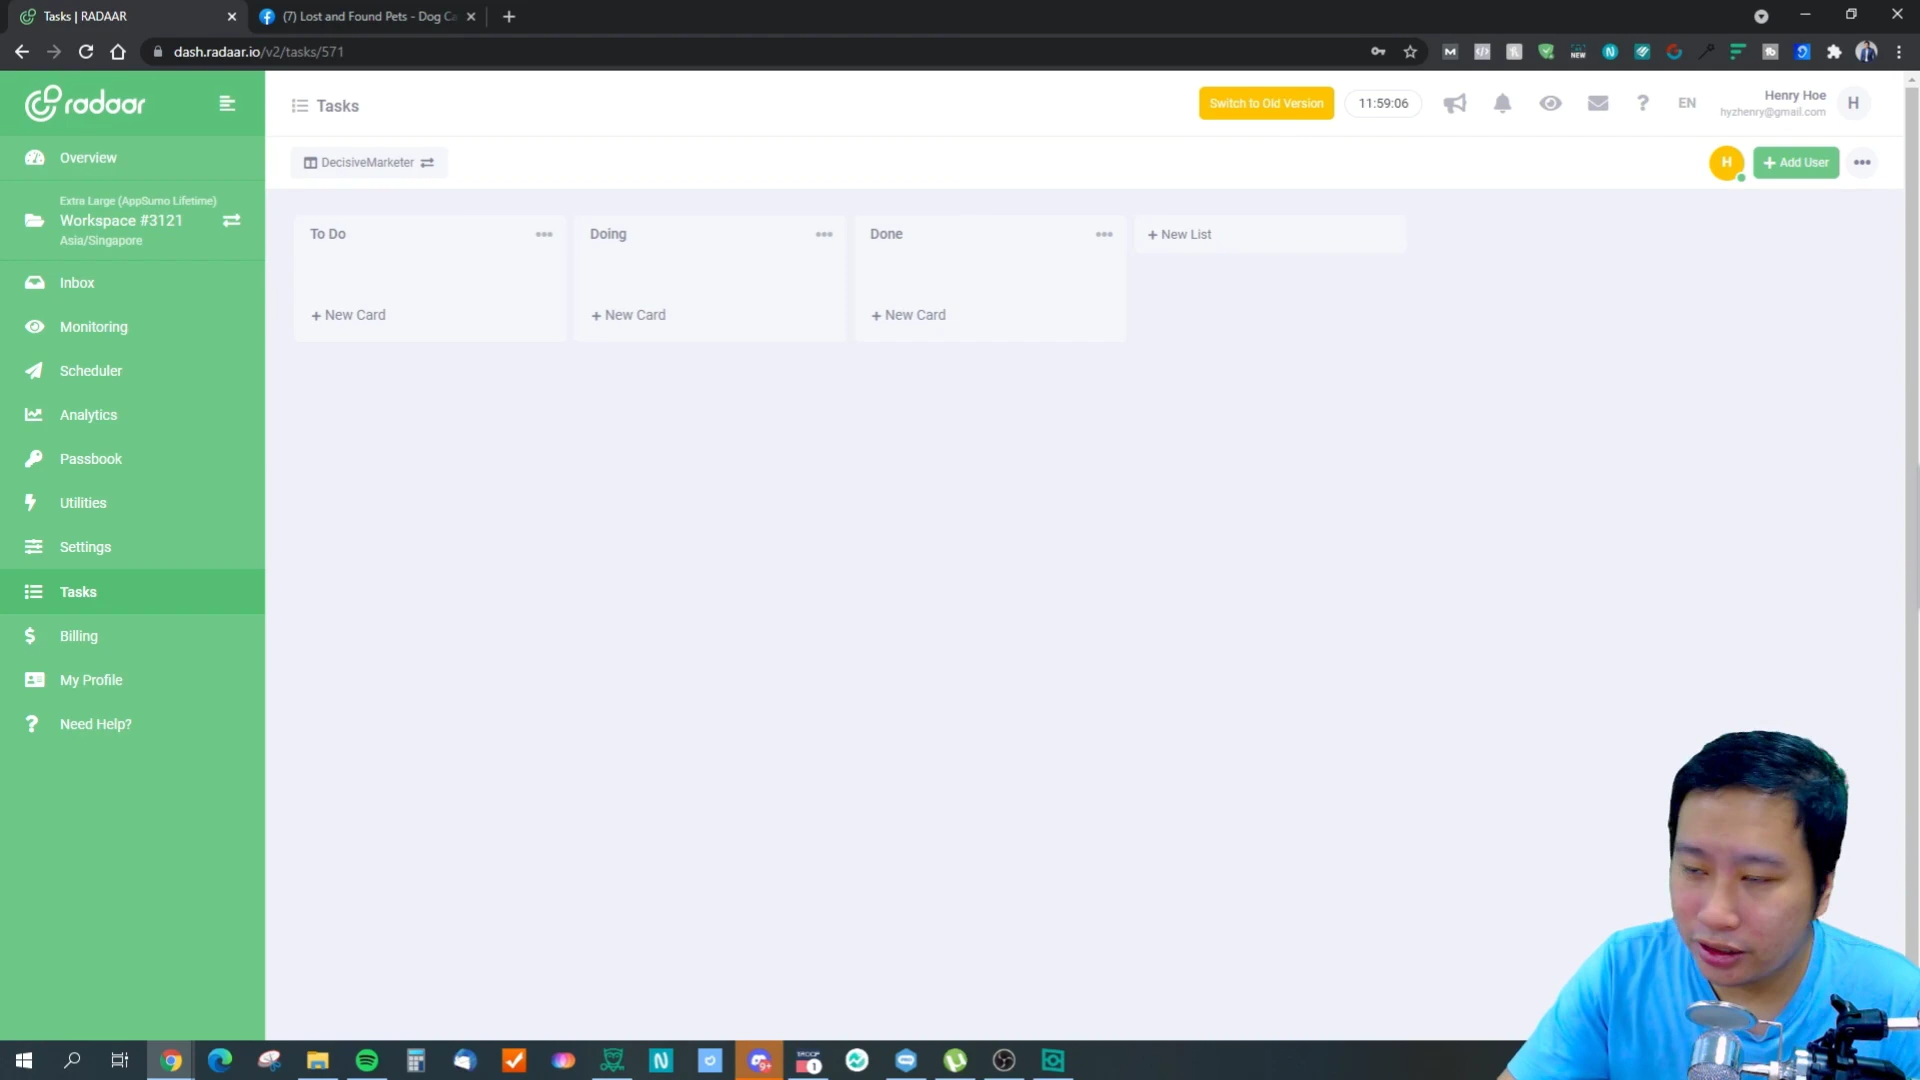 Tasks | RADAAR
(7) Lost and Found Pets - Dog Ca
dash.radaar.io/v2/tasks/571
NEW
radaar
Tasks
Switch to Old Version
11:59:06
EN
Henry Hoe
hyzhenry@gmail.com
H
Overview
DecisiveMarketer
H
+ Add User
Extra Large (AppSumo Lifetime)
Workspace #3121
Asia/Singapore
To Do
Doing
Done
+ New List
+ New Card
+ New Card
+ New Card
Inbox
Monitoring
Scheduler
Analytics
Passbook
Utilities
Settings
Tasks
Billing
My Profile
Need Help?